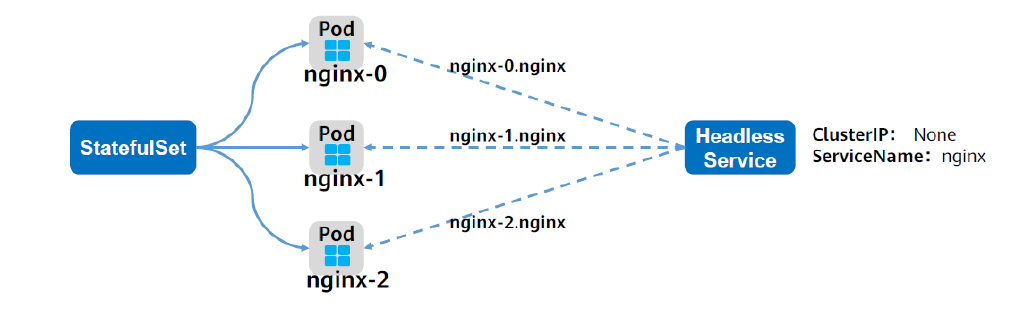 Pod
nginx-0
nginx-0.nginx
StatefulSet
Pod
nginx-1
nginx-1.nginx
Headless
Service
ClusterIP： None
ServiceName：nginx
Pod
nginx-2
nginx-2.nginx